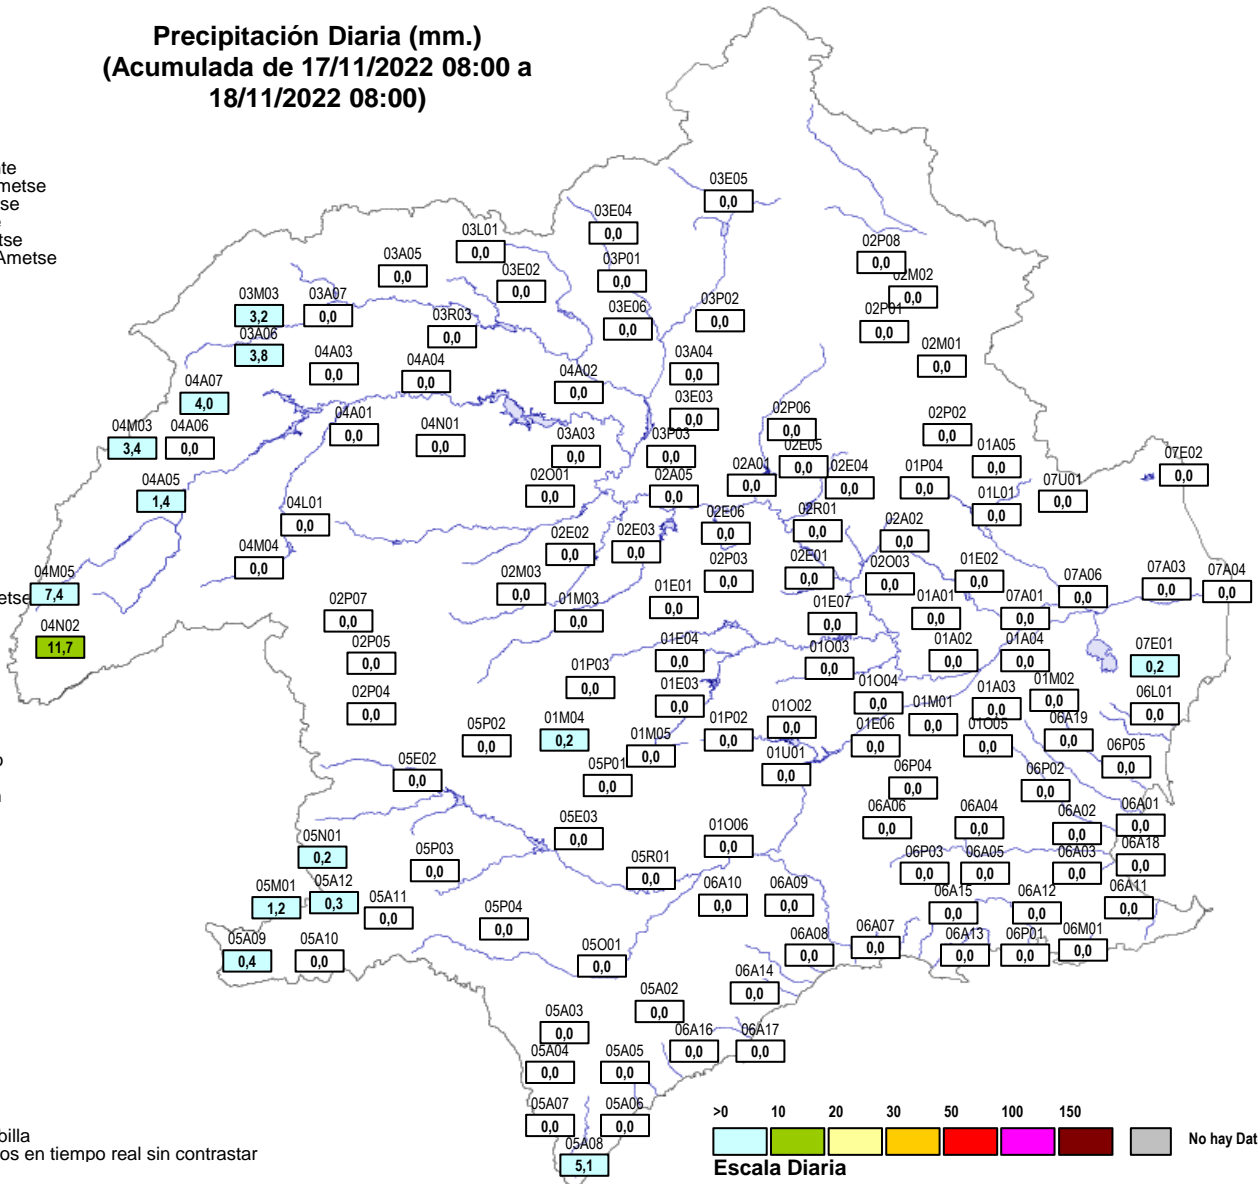 Precipitación Diaria (mm.)
(Acumulada de 17/11/2022 08:00 a
18/11/2022 08:00)
03E05
0,0
03E04
0,0
03L01
0,0
03A05
0,0
03E02
0,0
03P01
0,0
02P08
0,0
02M02
0,0
03M03
3,2
03A07
0,0
03R03
0,0
03E06
0,0
03P02
0,0
02P01
0,0
03A06
3,8
04A03
0,0
04A04
0,0
04A02
0,0
03A04
0,0
02M01
0,0
04A07
4,0
04A01
0,0
04N01
0,0
03E03
0,0
02P06
0,0
02P02
0,0
04M03
3,4
04A06
0,0
03A03
0,0
03P03
0,0
02E05
0,0
01A05
0,0
07E02
0,0
04A05
1,4
02O01
0,0
02A05
0,0
02A01
0,0
02E04
0,0
01P04
0,0
01L01
0,0
07U01
0,0
04L01
0,0
02E06
0,0
02R01
0,0
02A02
0,0
04M04
0,0
02E02
0,0
02E03
0,0
04M05
7,4
02M03
0,0
02P03
0,0
02E01
0,0
02O03
0,0
01E02
0,0
07A06
0,0
07A03
0,0
07A04
0,0
04N02
11,7
02P07
0,0
01M03
0,0
01E01
0,0
01E07
0,0
01A01
0,0
07A01
0,0
02P05
0,0
01E04
0,0
01O03
0,0
01A02
0,0
01A04
0,0
07E01
0,2
02P04
0,0
01P03
0,0
01E03
0,0
01O04
0,0
01M01
0,0
01A03
0,0
01M02
0,0
06L01
0,0
05P02
0,0
01M04
0,2
01M05
0,0
01P02
0,0
01O02
0,0
01E06
0,0
01O05
0,0
06A19
0,0
06P05
0,0
05E02
0,0
05P01
0,0
01U01
0,0
06P04
0,0
06P02
0,0
05E03
0,0
01O06
0,0
06A06
0,0
06A04
0,0
06A02
0,0
06A01
0,0
05N01
0,2
05P03
0,0
05R01
0,0
06P03
0,0
06A05
0,0
06A03
0,0
06A18
0,0
05M01
1,2
05A12
0,3
05A11
0,0
05P04
0,0
06A10
0,0
06A09
0,0
06A15
0,0
06A12
0,0
06A11
0,0
05A09
0,4
05A10
0,0
05O01
0,0
06A08
0,0
06A07
0,0
06A13
0,0
06P01
0,0
06M01
0,0
06A14
0,0
05A02
0,0
05A03
0,0
06A16
0,0
06A17
0,0
05A04
0,0
05A05
0,0
05A07
0,0
05A06
0,0
05A08
5,1
nte
metse
tse
e
tse
Ametse
etse
o
n
billa
os en tiempo real sin contrastar
>0 10 20 30 50 100 150
No hay Dat
Escala Diaria